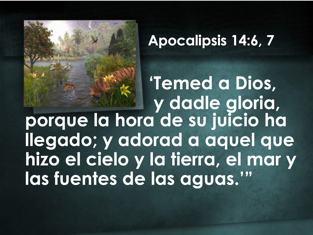 Apocalipsis 14:6, 7
‘Temed a Dios,
y dadle gloria,
porque la hora de su juicio ha
llegado; y adorad a aquel que
hizo el cielo y la tierra, el mar y
las fuentes de las aguas.’”